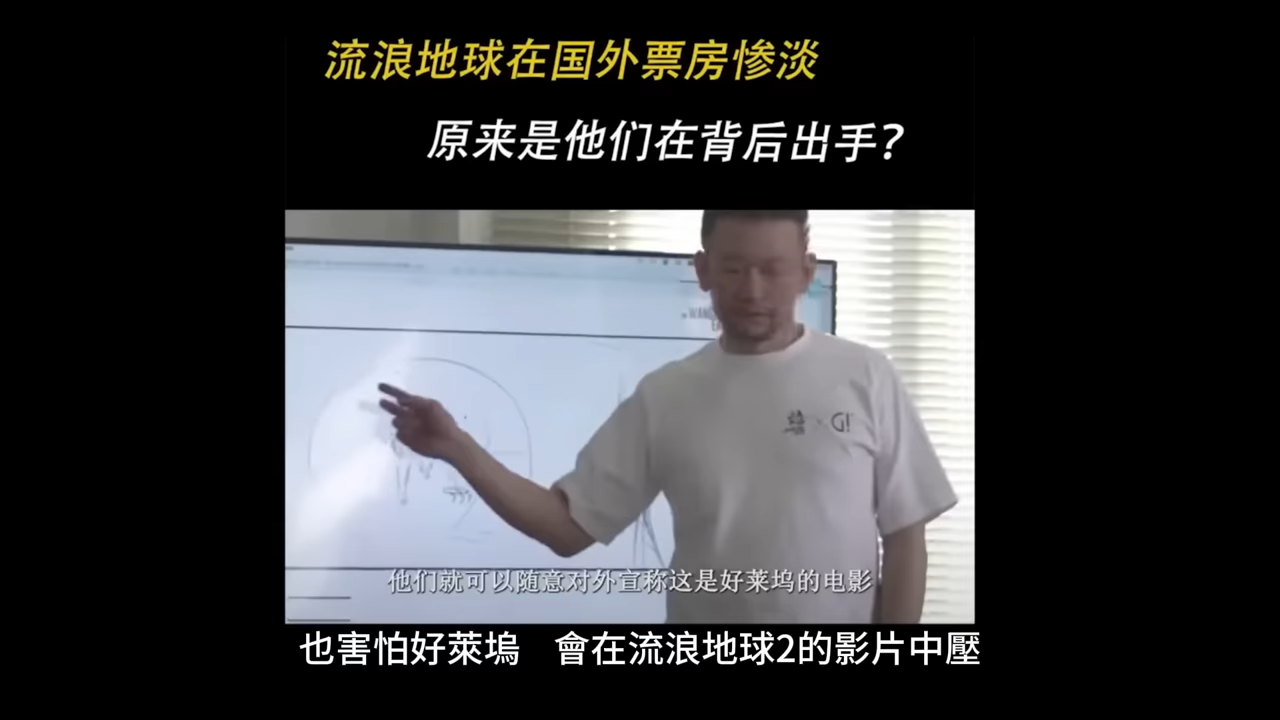 流浪地球在国外票房惨淡
原来是他们在背后出手?
G!
他们就可以随意对外宣称这是好莱坞的电影
也害怕好萊塢 會在流浪地球2的影片中壓